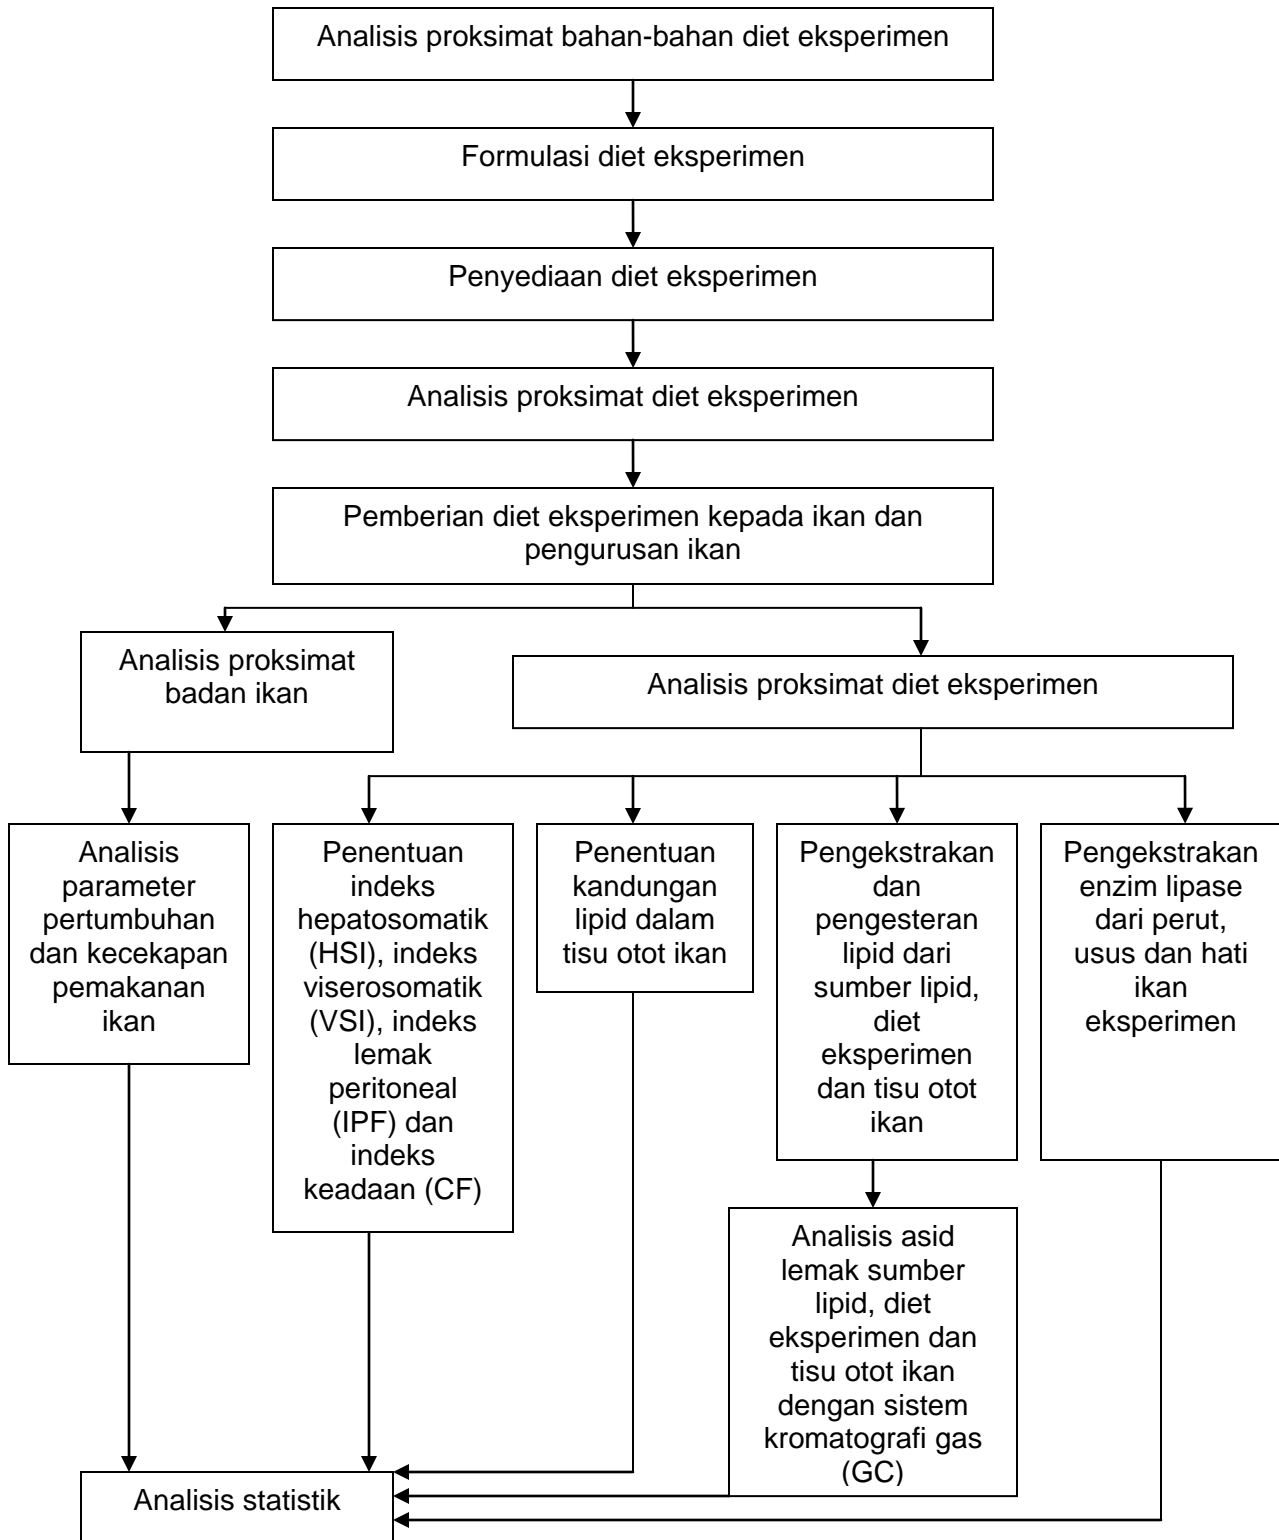 Analisis proksimat bahan-bahan diet eksperimen
Formulasi diet eksperimen
Penyediaan diet eksperimen
Analisis proksimat diet eksperimen
Pemberian diet eksperimen kepada ikan dan
pengurusan ikan
Analisis proksimat
badan ikan
Analisis proksimat diet eksperimen
Analisis
parameter
pertumbuhan
dan kecekapan
pemakanan
ikan
Penentuan
indeks
hepatosomatik
(HSI), indeks
viserosomatik
(VSI), indeks
lemak
peritoneal
(IPF) dan
indeks
keadaan (CF)
Penentuan
kandungan
lipid dalam
tisu otot ikan
Pengekstrakan
dan
pengesteran
lipid dari
sumber lipid,
diet
eksperimen
dan tisu otot
ikan
Pengekstrakan
enzim lipase
dari perut,
usus dan hati
ikan
eksperimen
Analisis asid
lemak sumber
lipid, diet
eksperimen dan
tisu otot ikan
dengan sistem
kromatografi gas
(GC)
Analisis statistik